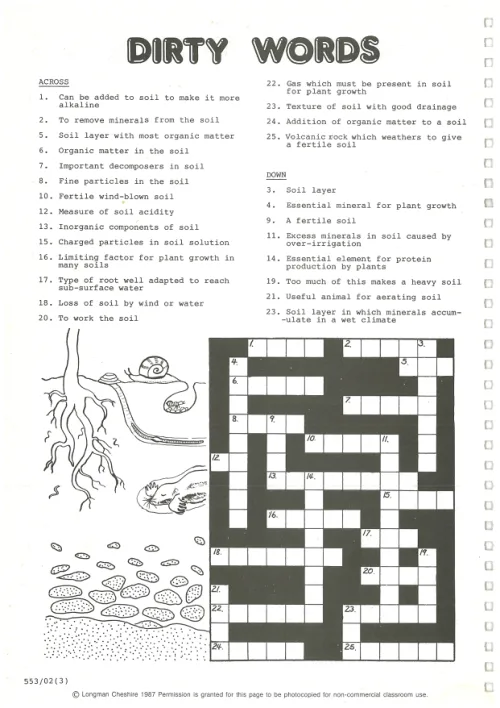 DIRTY WORDS
ACROSS
1. Can be added to soil to make it more
alkaline
2. To remove minerals from the soil
5. Soil layer with most organic matter
6. Organic matter in the soil
7. Important decomposers in soil
8. Fine particles in the soil
10. Fertile wind-blown soil
12. Measure of soil acidity
13. Inorganic components of soil
15. Charged particles in soil solution
16. Limiting factor for plant growth in
many soils
17. Type of root well adapted to reach
sub-surface water
18. Loss of soil by wind or water
20. To work the soil
22. Gas which must be present in soil
for plant growth
23. Texture of soil with good drainage
24. Addition of organic matter to a soil
25. Volcanic rock which weathers to give
a fertile soil
DOWN
3. Soil layer
4. Essential mineral for plant growth
9. A fertile soil
11. Excess minerals in soil caused by
over-irrigation
14. Essential element for protein
production by plants
19. Too much of this makes a heavy soil
21. Useful animal for aerating soil
23. Soil layer in which minerals accum-
-ulate in a wet climate
1. 2. 3.
4. 5.
6.
7.
8. 9.
10. 11.
12.
13. 14.
15.
16.
17.
18. 19.
20.
21.
22. 23.
24. 25.
553/02(3)
© Longman Cheshire 1987 Permission is granted for this page to be photocopied for non-commercial classroom use.